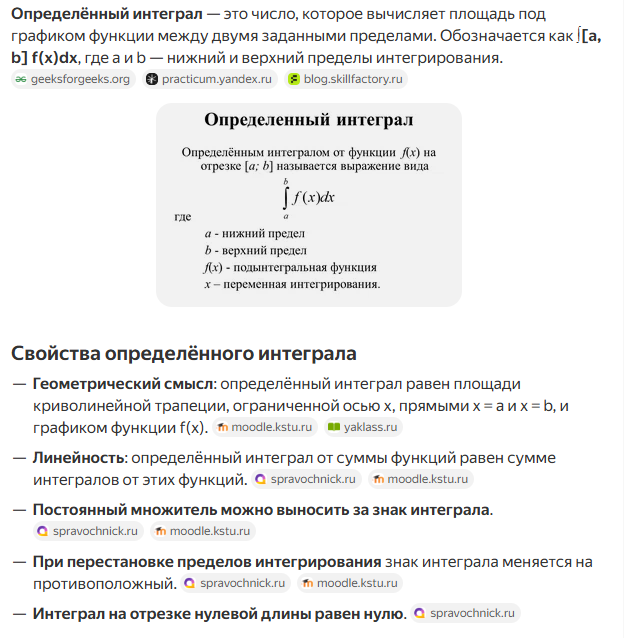 Определённый интеграл — это число, которое вычисляет площадь под
графиком функции между двумя заданными пределами. Обозначается как ∫[a,
b] f(x)dx, где a и b — нижний и верхний пределы интегрирования.
geeksforgeeks.org practicum.yandex.ru blog.skillfactory.ru
Определенный интеграл
Определённым интегралом от функции f(x) на
отрезке [a; b] называется выражение вида
b
∫ f(x)dx
a
где
a - нижний предел
b - верхний предел
f(x) - подынтегральная функция
x – переменная интегрирования.
Свойства определённого интеграла
— Геометрический смысл: определённый интеграл равен площади
криволинейной трапеции, ограниченной осью x, прямыми x = a и x = b, и
графиком функции f(x). moodle.kstu.ru yaklass.ru
— Линейность: определённый интеграл от суммы функций равен сумме
интегралов от этих функций. spravochnick.ru moodle.kstu.ru
— Постоянный множитель можно выносить за знак интеграла.
spravochnick.ru moodle.kstu.ru
— При перестановке пределов интегрирования знак интеграла меняется на
противоположный. spravochnick.ru moodle.kstu.ru
— Интеграл на отрезке нулевой длины равен нулю. spravochnick.ru